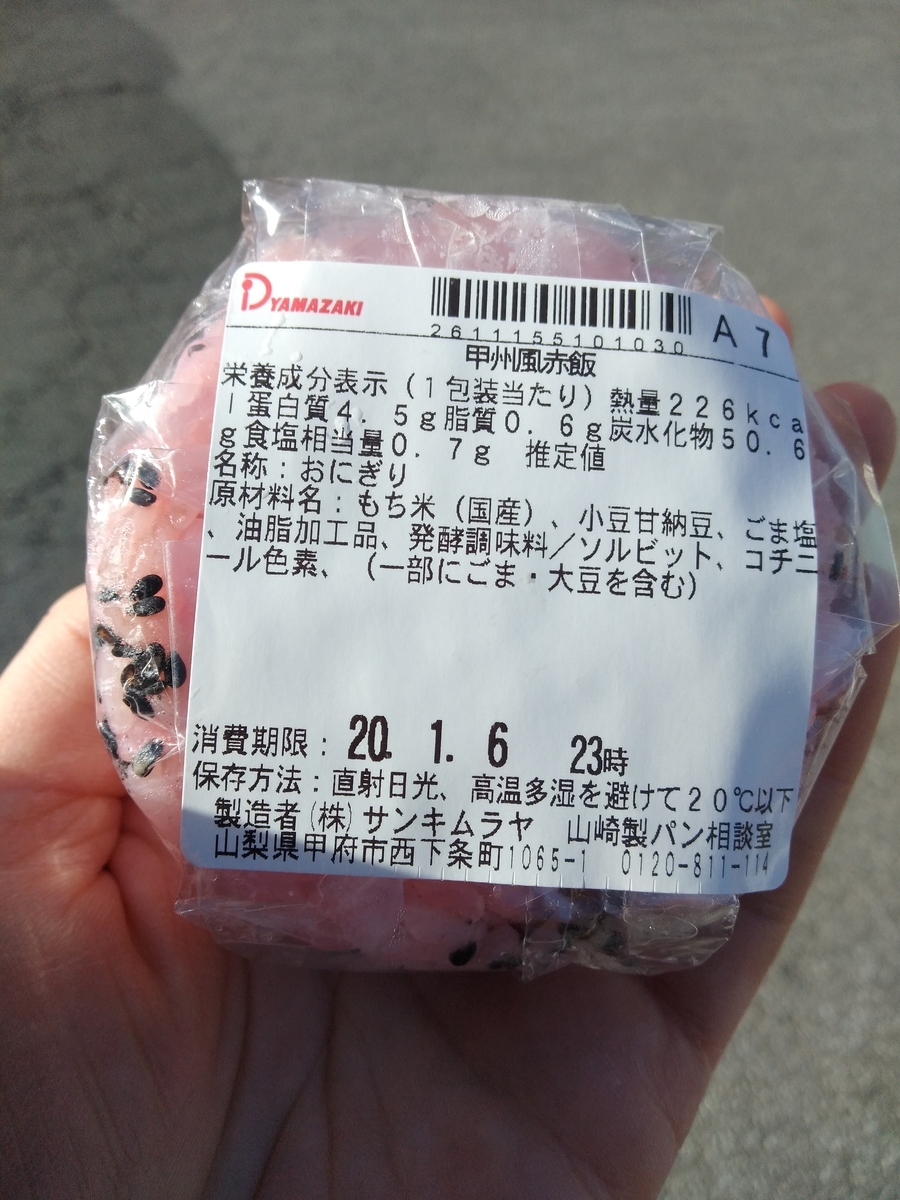 YAMAZAKI
A 7
2611155101030
甲州風赤飯
栄養成分表示（1包装当たり）熱量226kca
l蛋白質4.5g脂質0.6g炭水化物50.6
g食塩相当量0.7g 推定値
名称：おにぎり
原材料名：もち米（国産）、小豆甘納豆、ごま塩
、油脂加工品、発酵調味料／ソルビット、コチニ
ール色素、（一部にごま・大豆を含む）
消費期限： 20. 1. 6 23時
保存方法：直射日光、高温多湿を避けて20℃以下
製造者(株)サンキムラヤ 山崎製パン相談室
山梨県甲府市西下条町1065-1 0120-811-114